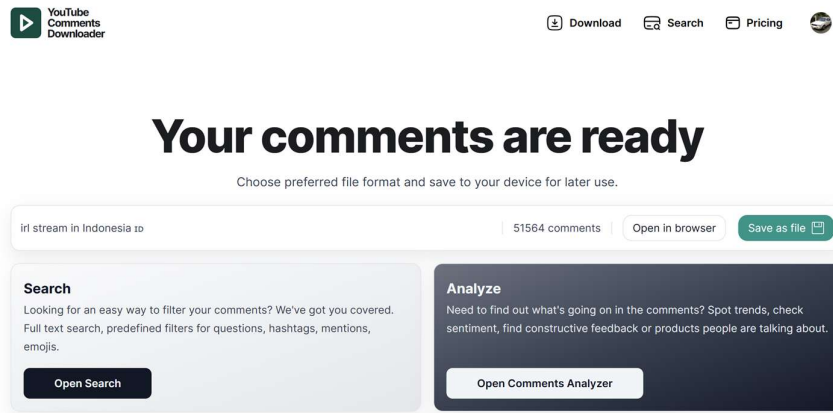 YouTube
Comments
Downloader
Download
Search
Pricing
Your comments are ready
Choose preferred file format and save to your device for later use.
irl stream in Indonesia ɪᴅ
51564 comments
Open in browser
Save as file
Search
Looking for an easy way to filter your comments? We've got you covered.
Full text search, predefined filters for questions, hashtags, mentions,
emojis.
Open Search
Analyze
Need to find out what's going on in the comments? Spot trends, check
sentiment, find constructive feedback or products people are talking about.
Open Comments Analyzer